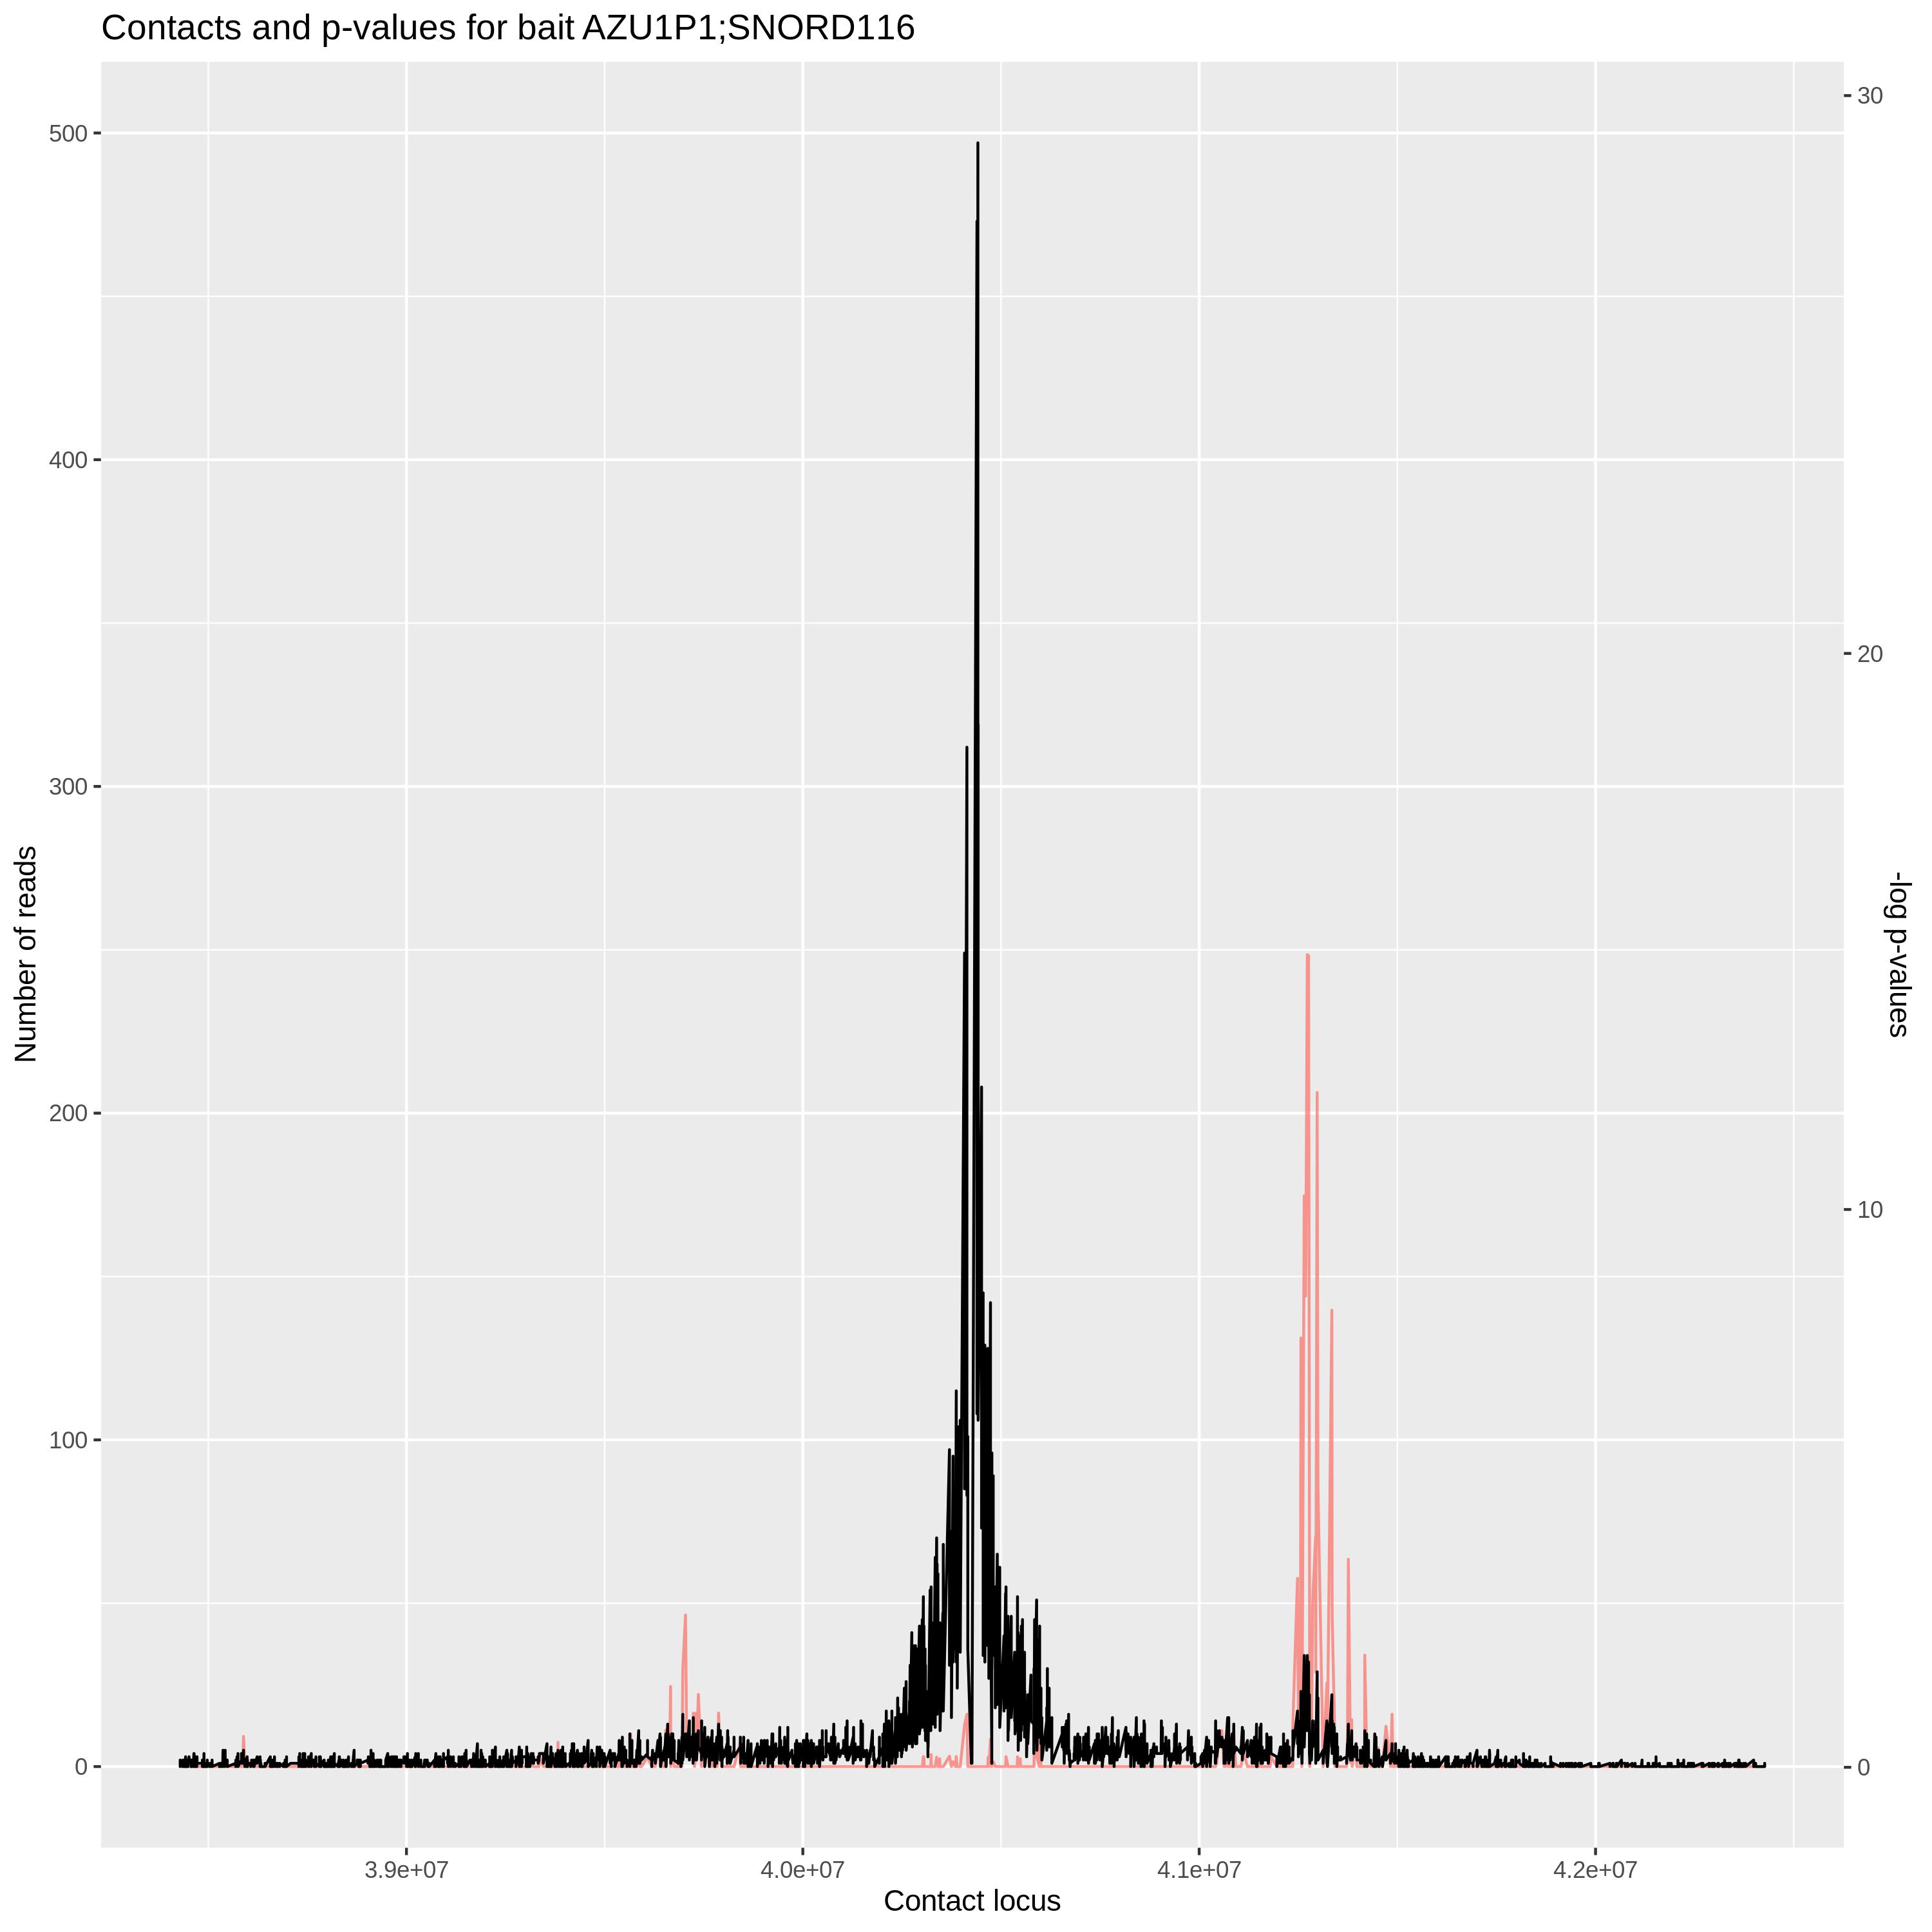 Contacts and p-values for bait AZU1P1;SNORD116
Number of reads
500
400
300
200
100
0
30
20
10
0
-log p-values
3.9e+07
4.0e+07
4.1e+07
4.2e+07
Contact locus